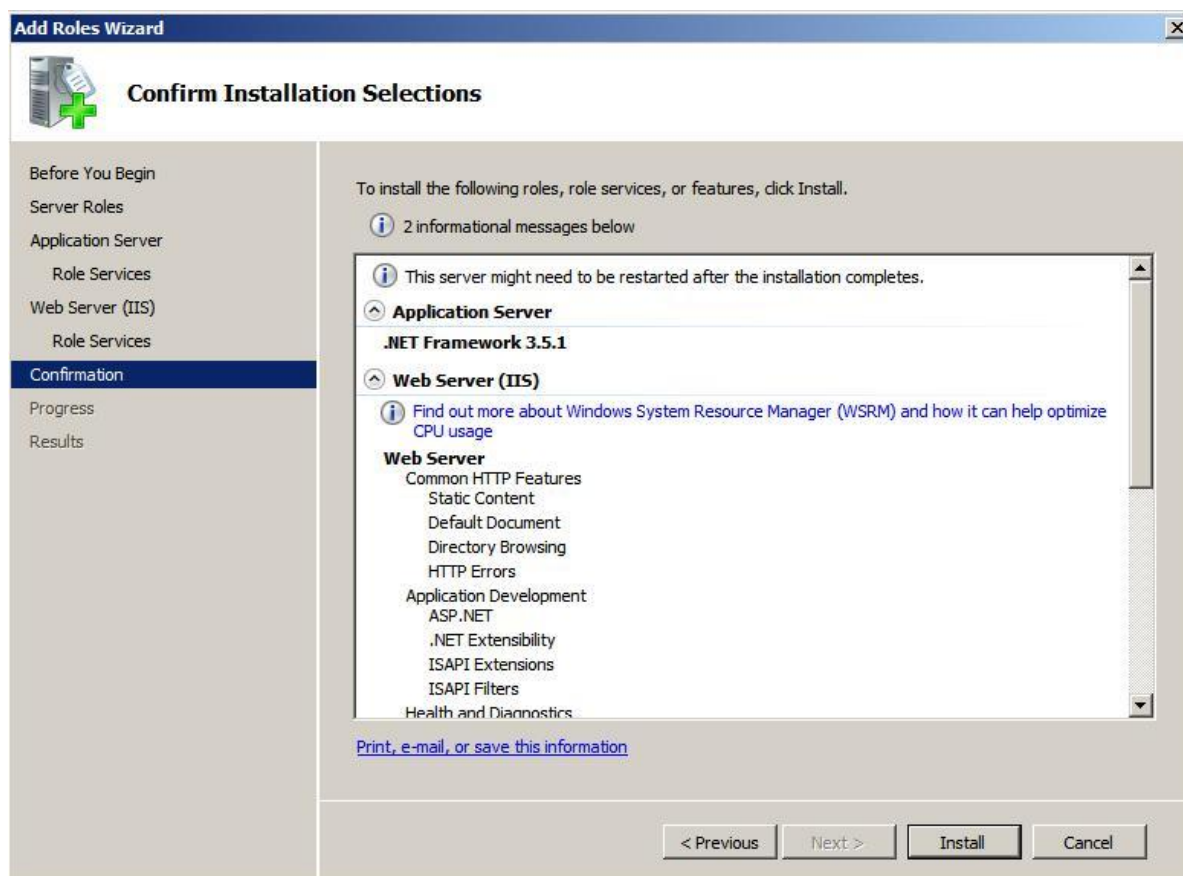 Add Roles Wizard
Confirm Installation Selections
Before You Begin
Server Roles
Application Server
Role Services
Web Server (IIS)
Role Services
Confirmation
Progress
Results
To install the following roles, role services, or features, click Install.
2 informational messages below
This server might need to be restarted after the installation completes.
Application Server
.NET Framework 3.5.1
Web Server (IIS)
Find out more about Windows System Resource Manager (WSRM) and how it can help optimize
CPU usage
Web Server
Common HTTP Features
Static Content
Default Document
Directory Browsing
HTTP Errors
Application Development
ASP.NET
.NET Extensibility
ISAPI Extensions
ISAPI Filters
Health and Diagnostics
Print, e-mail, or save this information
< Previous
Next >
Install
Cancel